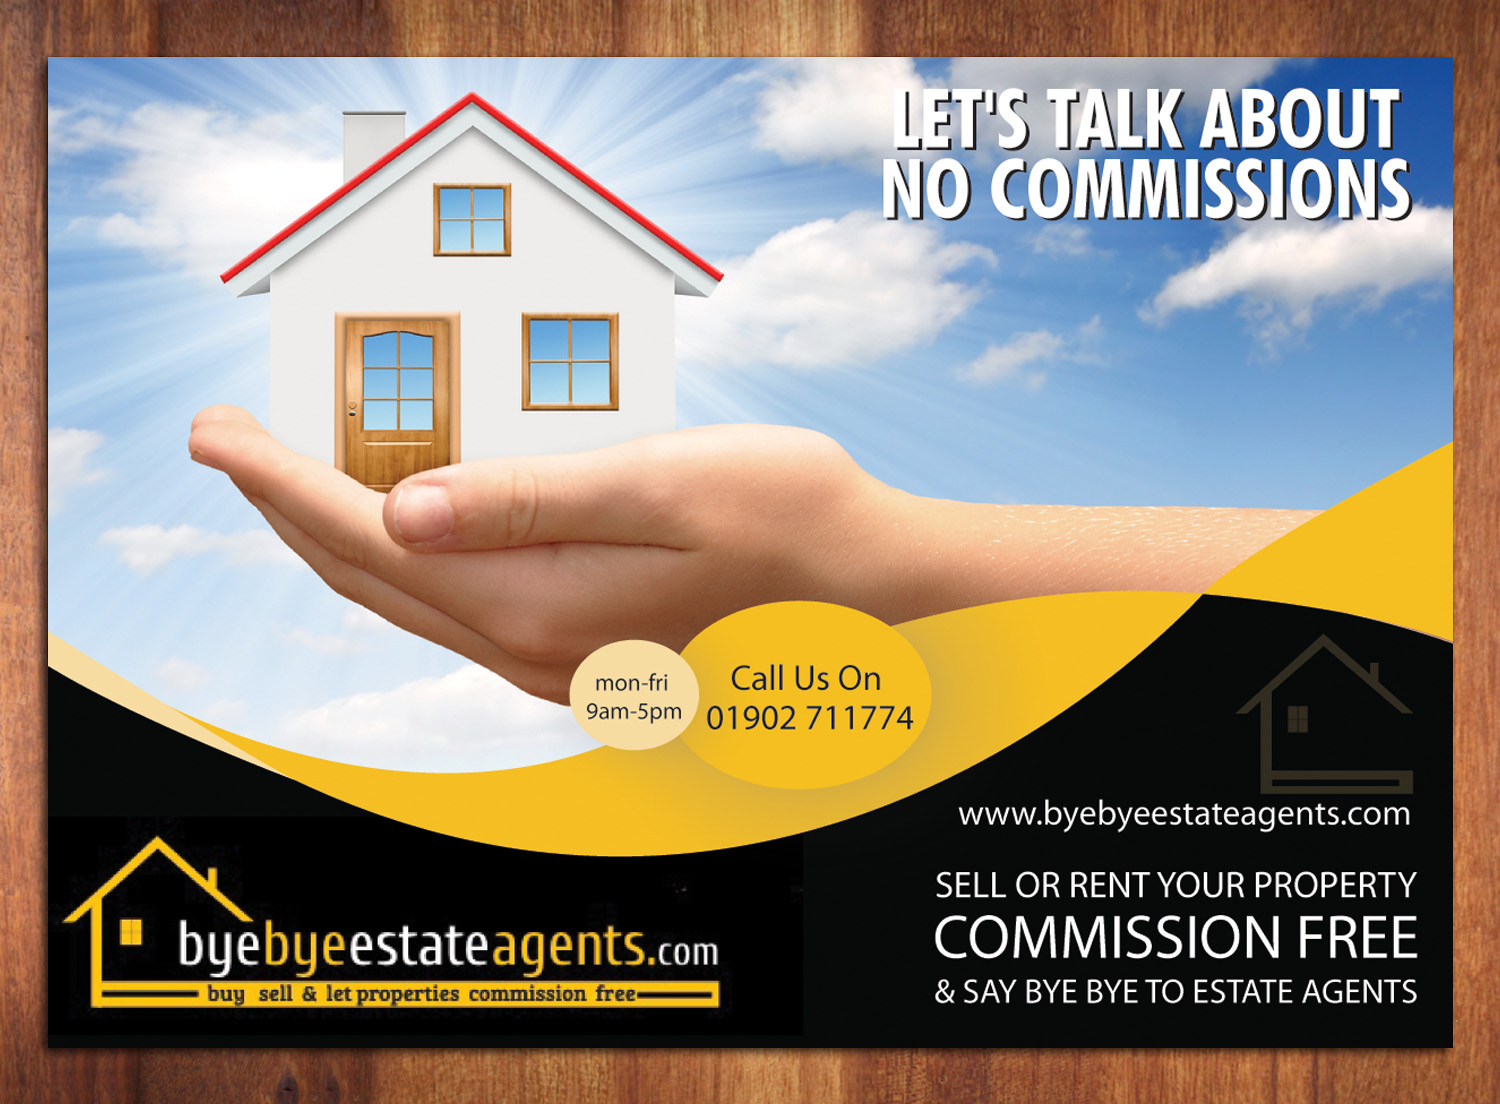 LET'S TALK ABOUT
NO COMMISSIONS
mon-fri
9am-5pm
Call Us On
01902 711774
www.byebyeestateagents.com
SELL OR RENT YOUR PROPERTY
COMMISSION FREE
& SAY BYE BYE TO ESTATE AGENTS
byebyeestateagents.com
buy sell & let properties commission free